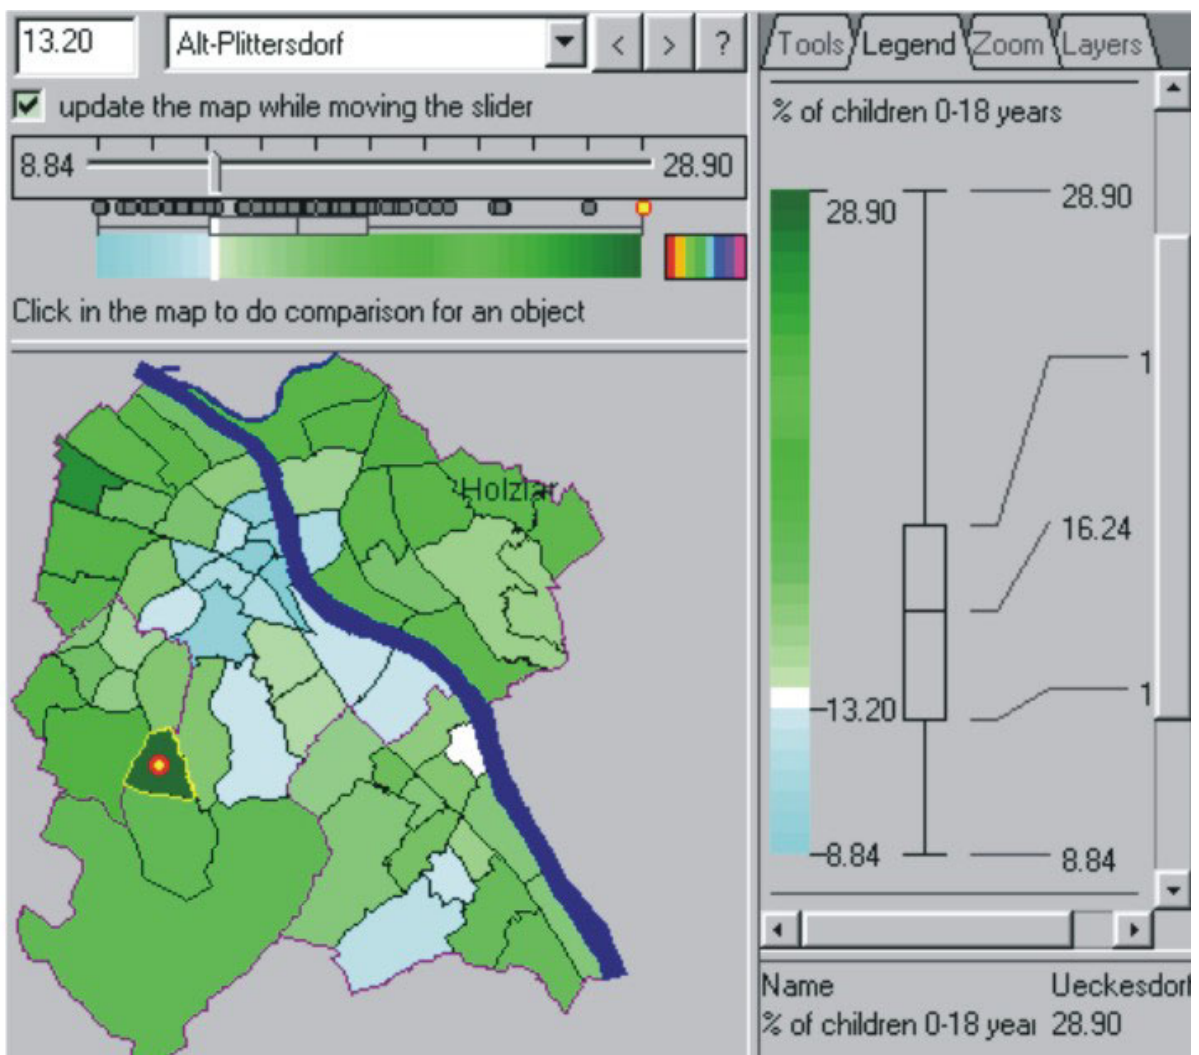 13.20 Alt-Plittersdorf < > ?
update the map while moving the slider
8.84 28.90
Click in the map to do comparison for an object
Holzlar
Tools Legend Zoom Layers
% of children 0-18 years
28.90 28.90
1
16.24
1
13.20
8.84 8.84
Name Ueckesdorf
% of children 0-18 year 28.90